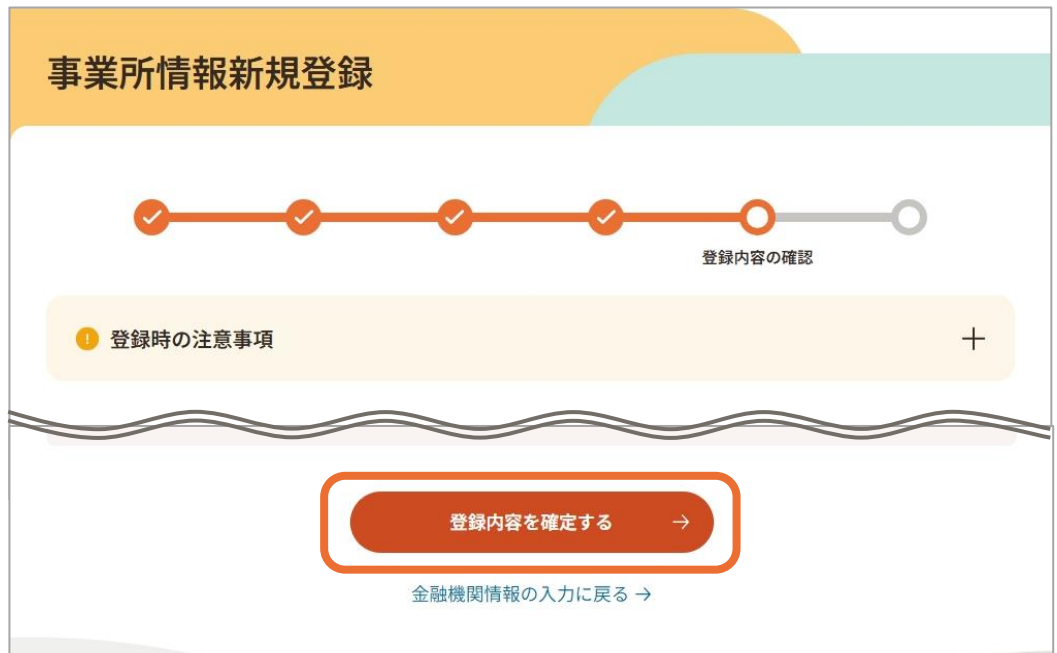 事業所情報新規登録
登録内容の確認
登録時の注意事項
登録内容を確定する →
金融機関情報の入力に戻る →